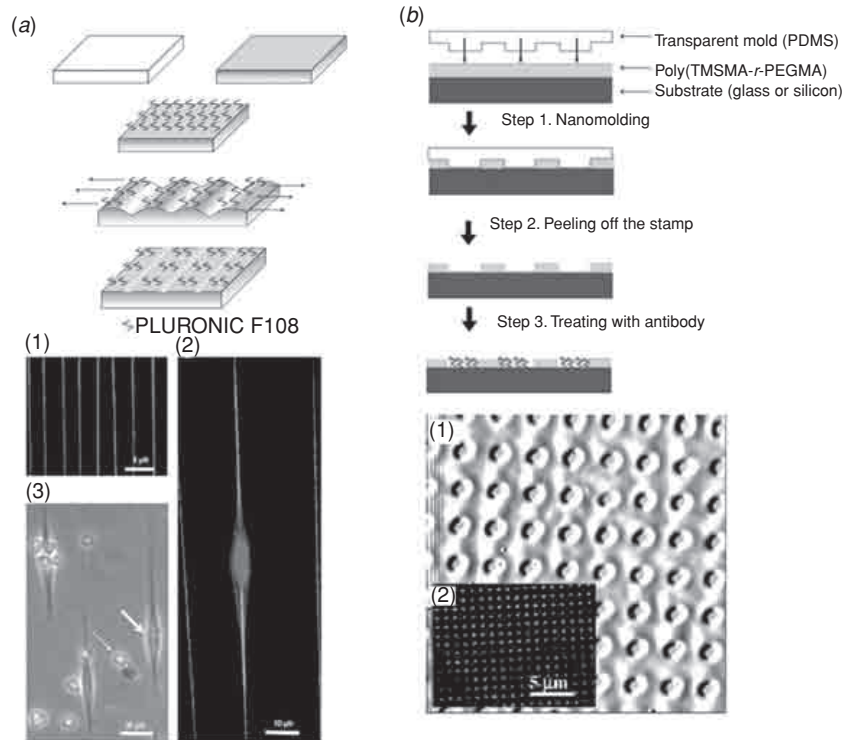 (a)
PLURONIC F108
(1)
(2)
(3)
(b)
Transparent mold (PDMS)
Poly(TMSMA-r-PEGMA)
Substrate (glass or silicon)
Step 1. Nanomolding
Step 2. Peeling off the stamp
Step 3. Treating with antibody
(1)
(2)
5 μm